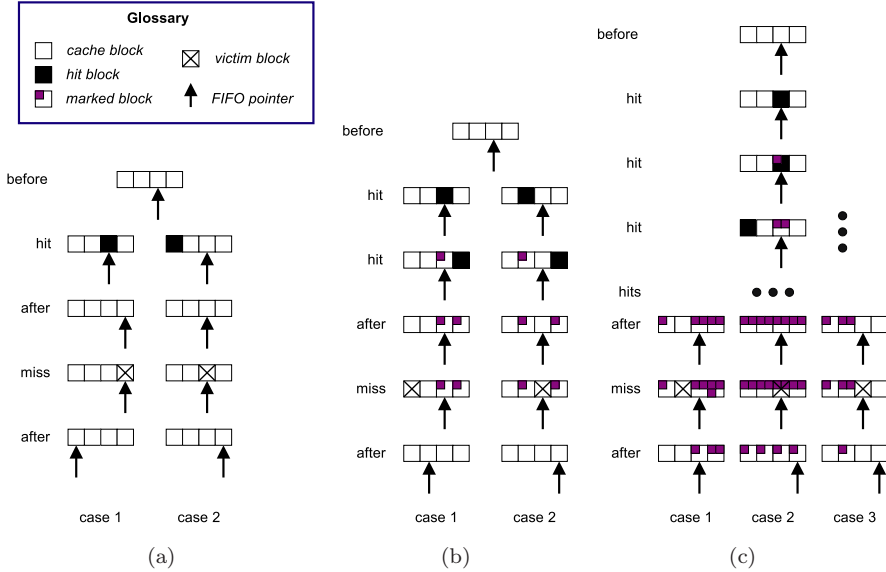 Glossary
cache block
hit block
marked block
victim block
FIFO pointer
before
hit
after
miss
after
case 1 case 2
(a)
before
hit
hit
after
miss
after
case 1 case 2
(b)
before
hit
hit
hit
hits
after
miss
after
case 1 case 2 case 3
(c)